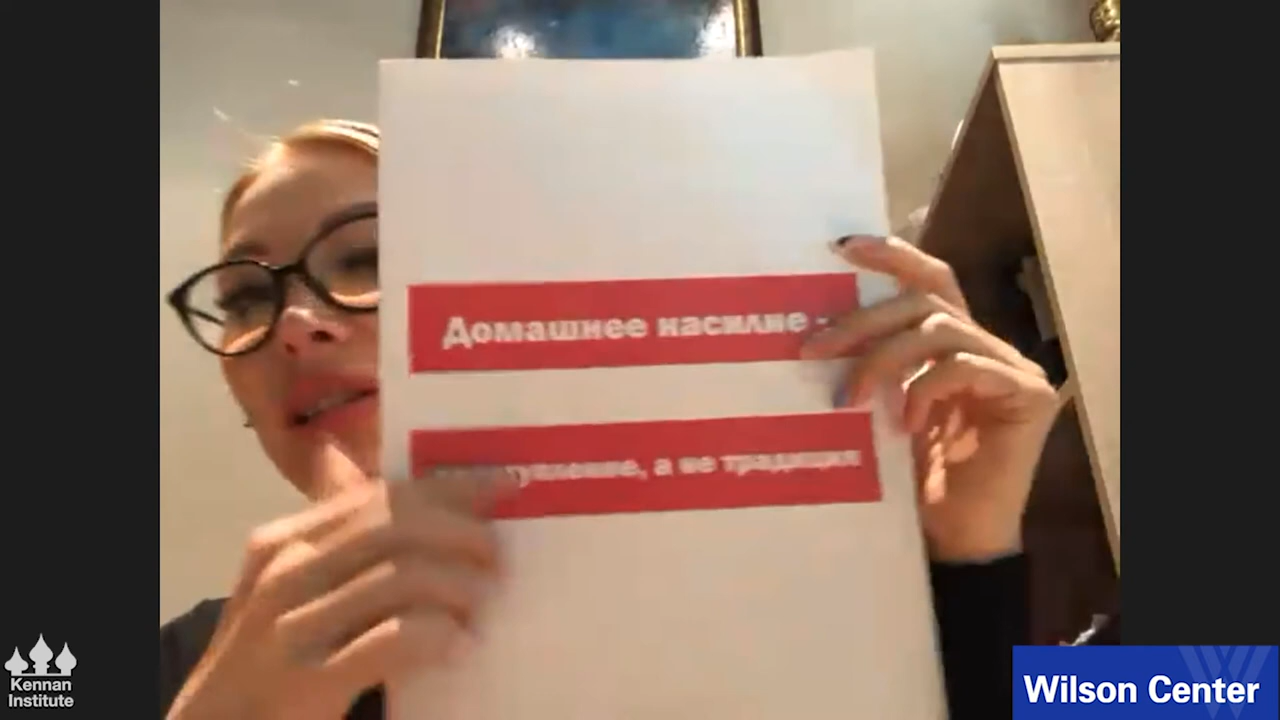 Домашнее насилие -
а не традиция
Kennan
Institute
Wilson Center